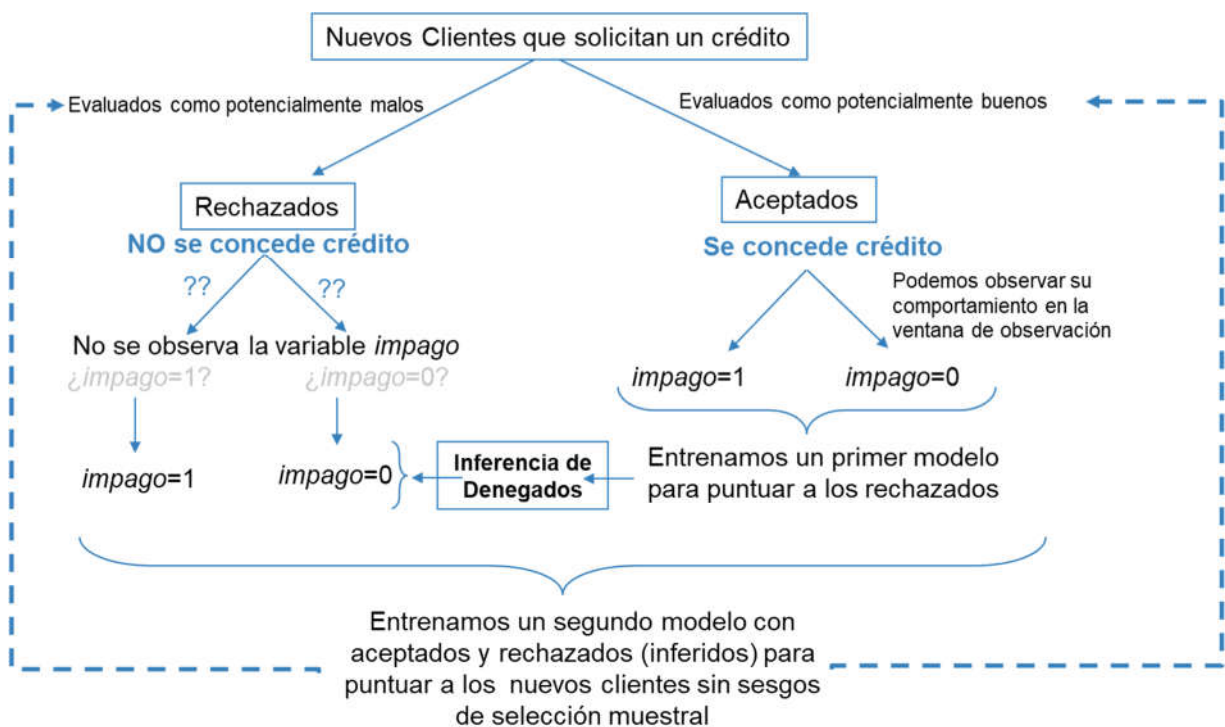 Nuevos Clientes que solicitan un crédito
Evaluados como potencialmente malos
Evaluados como potencialmente buenos
Rechazados
NO se concede crédito
Aceptados
Se concede crédito
??
??
Podemos observar su
comportamiento en la
ventana de observación
No se observa la variable impago
¿impago=1?
¿impago=0?
impago=1
impago=0
impago=1
impago=0
Inferencia de
Denegados
Entrenamos un primer modelo
para puntuar a los rechazados
Entrenamos un segundo modelo con
aceptados y rechazados (inferidos) para
puntuar a los nuevos clientes sin sesgos
de selección muestral